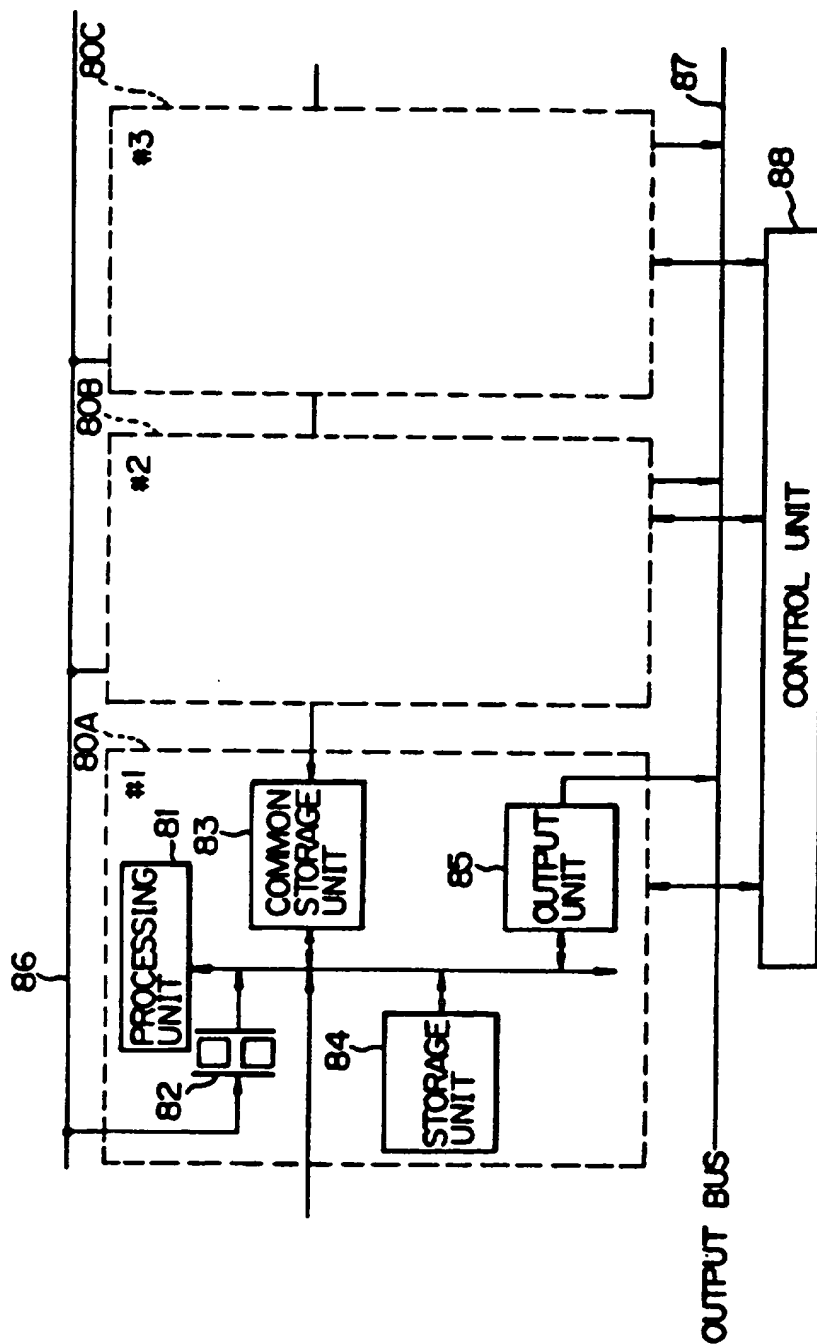 86
80A
80B
80C
#1
#2
#3
PROCESSING
UNIT
81
82
COMMON
STORAGE
UNIT
83
STORAGE
UNIT
84
OUTPUT
UNIT
85
OUTPUT BUS
87
CONTROL UNIT
88